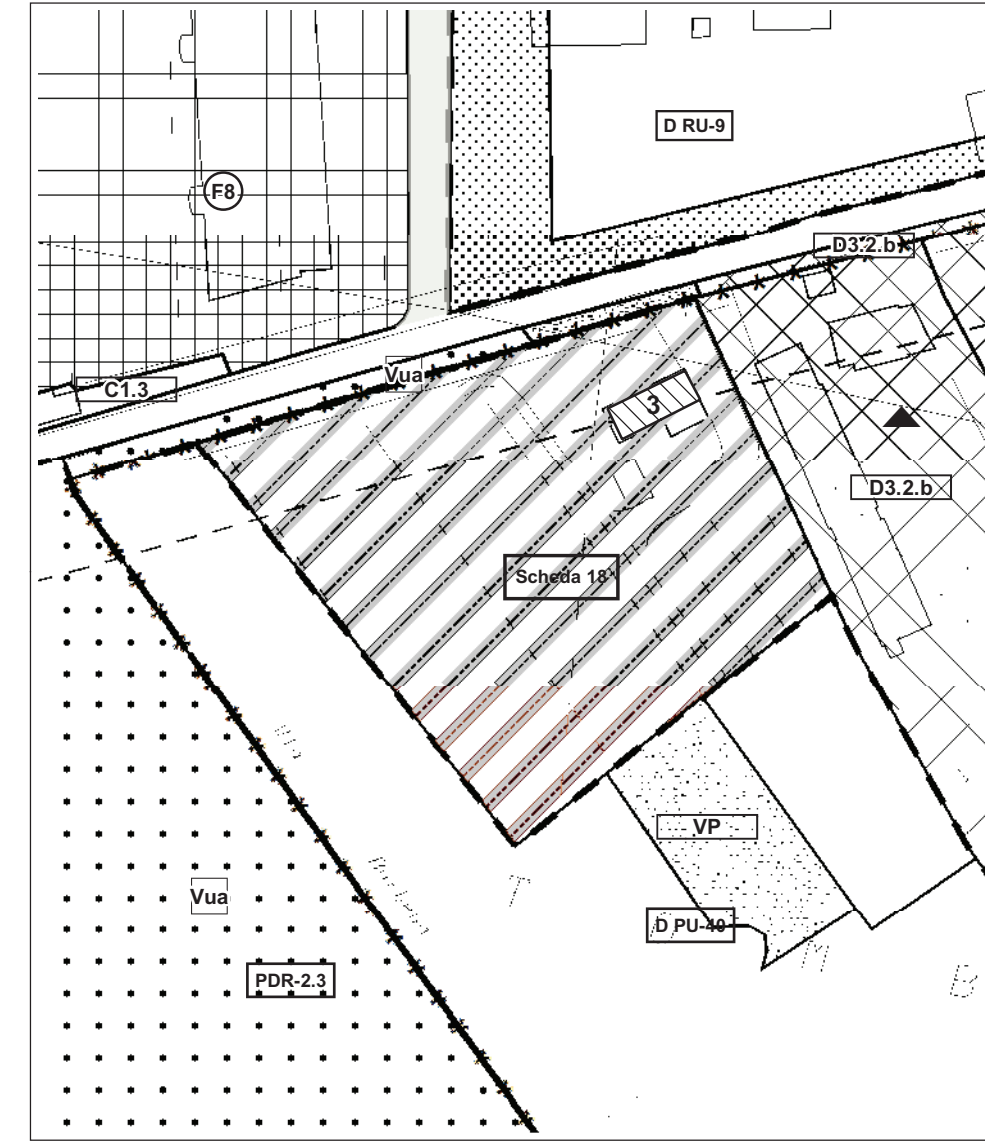 D RU-9
F8
D3.2.b
Vua
C1.3
3
D3.2.b
Scheda 18
VP
Vua
D PU-40
PDR-2.3
T
M
B